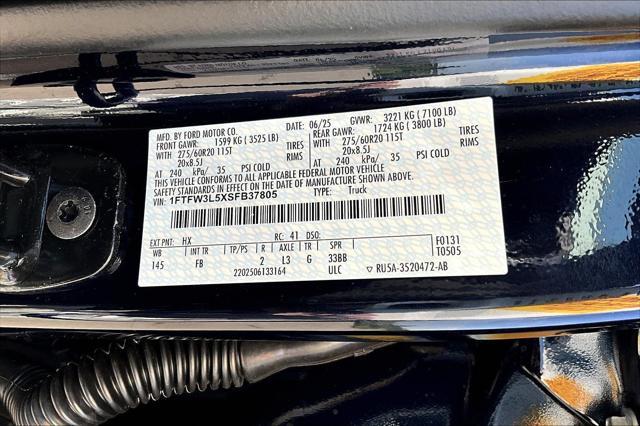 MFG. BY FORD MOTOR CO. DATE: 06/25 GVWR: 3221 KG ( 7100 LB)
FRONT GAWR: 1599 KG ( 3525 LB) REAR GAWR: 1724 KG ( 3800 LB)
275/60R20 115T TIRES 275/60R20 115T TIRES
20x8.5J RIMS 20x8.5J RIMS
AT 240 kPa/ 35 PSI COLD AT 240 kPa/ 35 PSI COLD
THIS VEHICLE CONFORMS TO ALL APPLICABLE FEDERAL MOTOR VEHICLE
SAFETY STANDARDS IN EFFECT ON THE DATE OF MANUFACTURE SHOWN ABOVE.
VIN: 1FTFW3L5XSFB37805 TYPE: Truck
EXT PNT: HX RC: 41 DSO: F0131
WB INT TR TP/PS R AXLE TR SPR T0505
145 FB 2 L3 G 33BB
2202506133164 ULC RU5A-3520472-AB